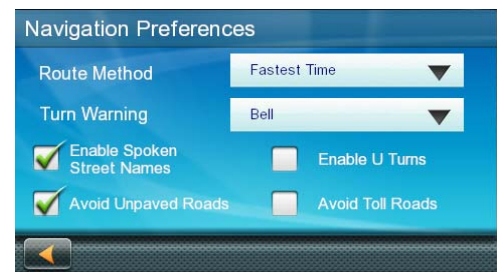 Navigation Preferences
Route Method
Fastest Time
Turn Warning
Bell
Enable Spoken
Street Names
Enable U Turns
Avoid Unpaved Roads
Avoid Toll Roads